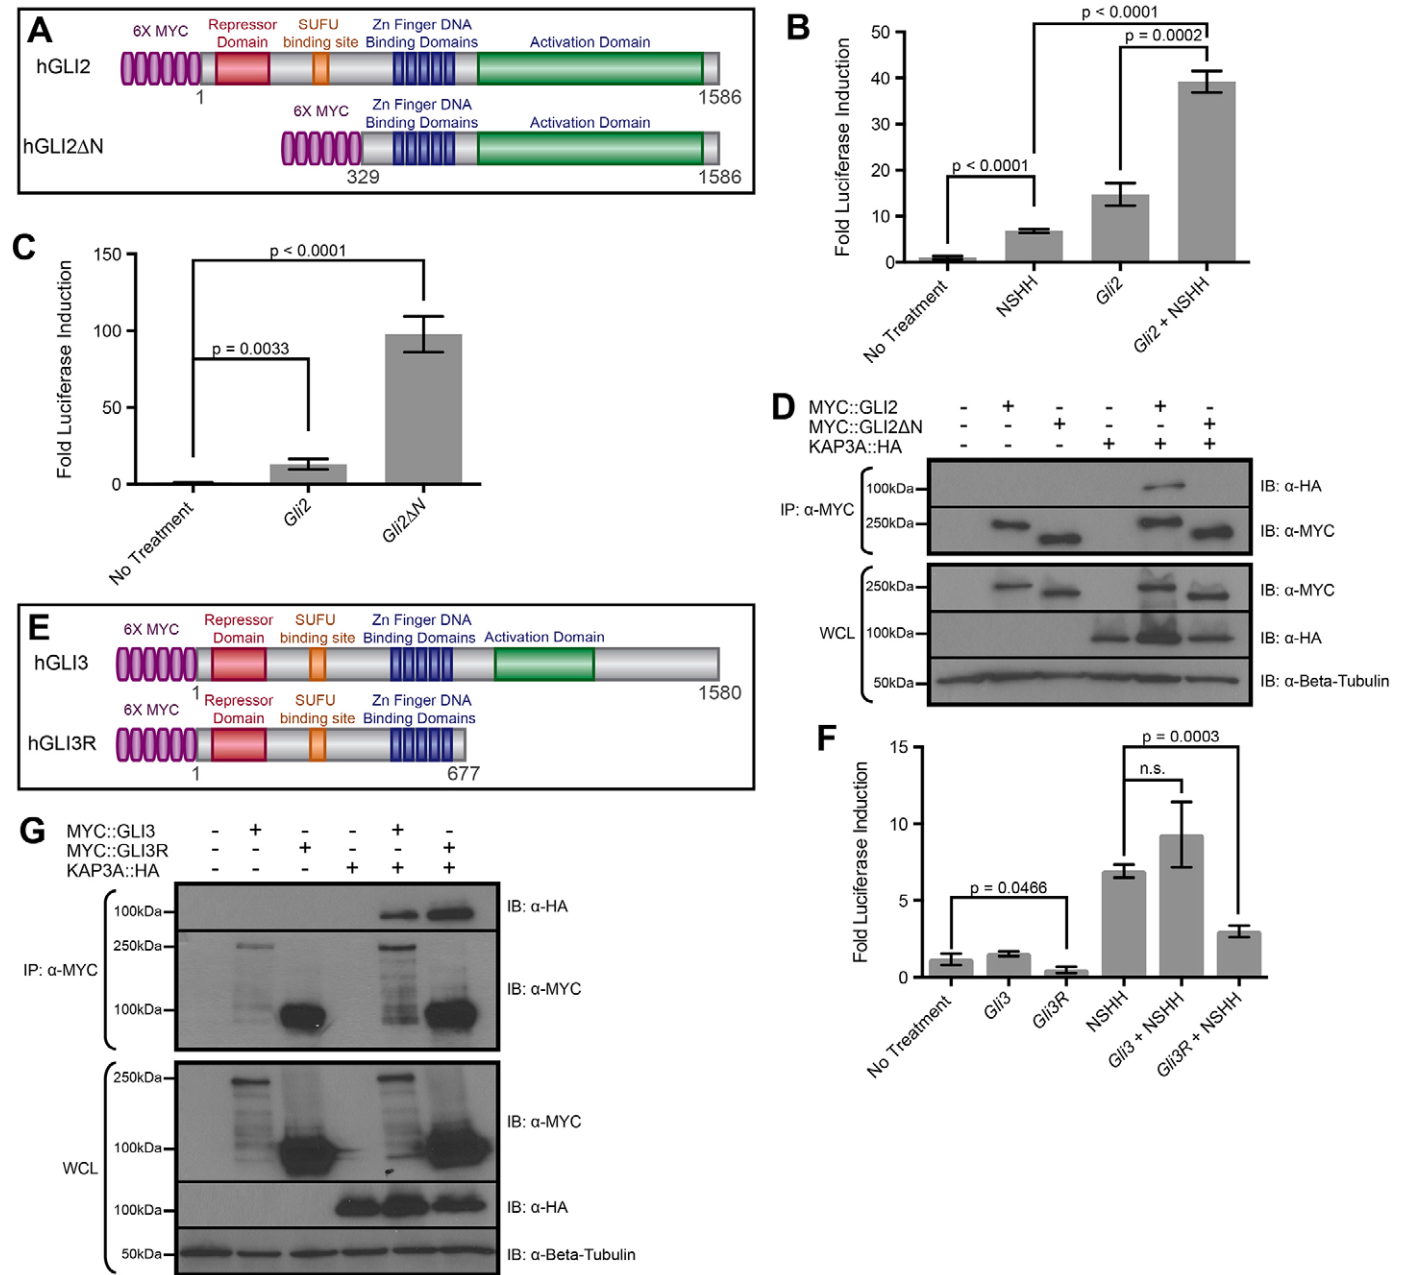 A
6X MYC
Repressor
Domain
SUFU
binding site
Zn Finger DNA
Binding Domains
Activation Domain
hGLI2
1
1586
6X MYC
Zn Finger DNA
Binding Domains
Activation Domain
hGLI2ΔN
329
1586
B
Fold Luciferase Induction
50
40
30
20
10
0
p < 0.0001
p = 0.0002
p < 0.0001
No Treatment
NSHH
Gli2
Gli2 + NSHH
C
Fold Luciferase Induction
150
100
50
0
p < 0.0001
p = 0.0033
No Treatment
Gli2
Gli2ΔN
D
MYC::GLI2 - + - - + -
MYC::GLI2ΔN - - + - - +
KAP3A::HA - - - + + +
IP: α-MYC
100kDa
IB: α-HA
250kDa
IB: α-MYC
WCL
250kDa
IB: α-MYC
100kDa
IB: α-HA
50kDa
IB: α-Beta-Tubulin
E
6X MYC
Repressor
Domain
SUFU
binding site
Zn Finger DNA
Binding Domains
Activation Domain
hGLI3
1
1580
6X MYC
Repressor
Domain
SUFU
binding site
Zn Finger DNA
Binding Domains
hGLI3R
1
677
F
Fold Luciferase Induction
15
10
5
0
p = 0.0003
n.s.
p = 0.0466
No Treatment
Gli3
Gli3R
NSHH
Gli3 + NSHH
Gli3R + NSHH
G
MYC::GLI3 - + - - + -
MYC::GLI3R - - + - - +
KAP3A::HA - - - + + +
IP: α-MYC
100kDa
IB: α-HA
250kDa
100kDa
IB: α-MYC
WCL
250kDa
100kDa
IB: α-MYC
100kDa
IB: α-HA
50kDa
IB: α-Beta-Tubulin